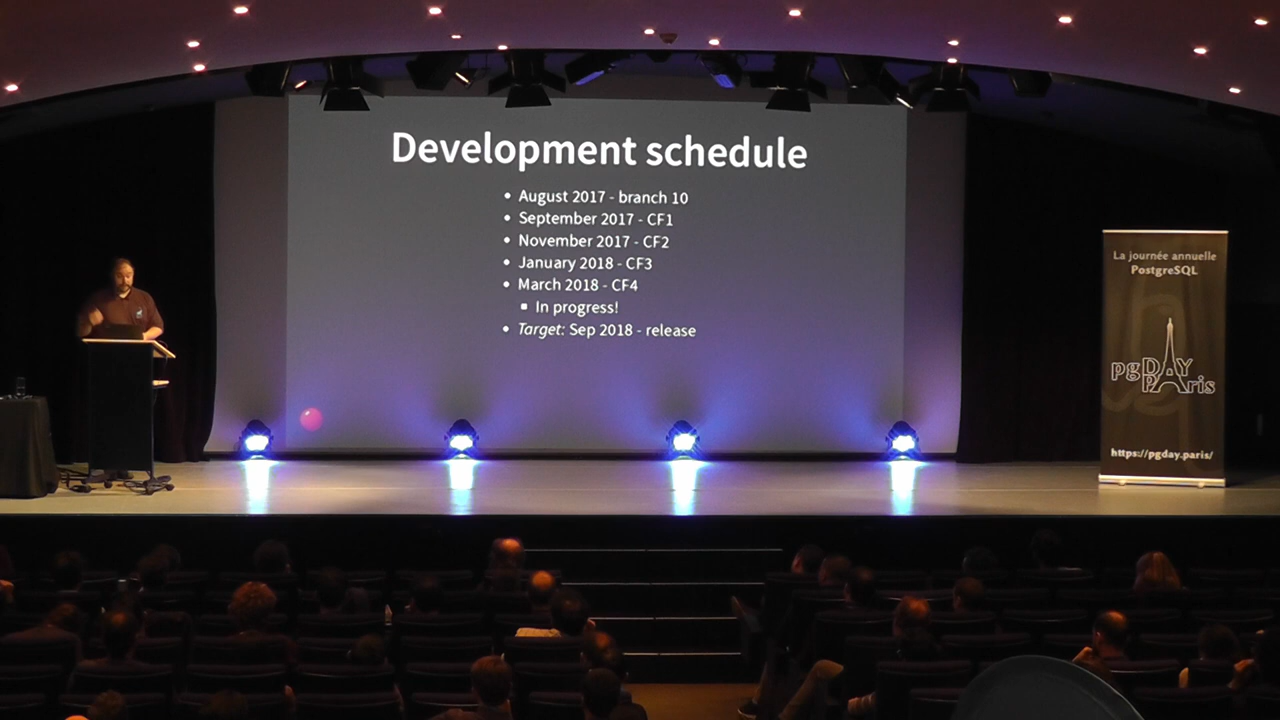 Development schedule
• August 2017 - branch 10
• September 2017 - CF1
• November 2017 - CF2
• January 2018 - CF3
• March 2018 - CF4
▪ In progress!
• Target: Sep 2018 - release
La journée annuelle
PostgreSQL
pgDAY
PAris
https://pgday.paris/